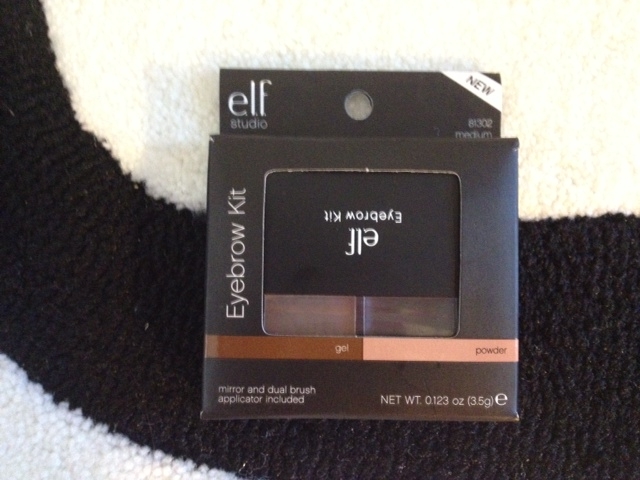 elf
studio
NEW
81302
medium
Eyebrow Kit
Eyebrow Kit
elf
gel
powder
mirror and dual brush
applicator included
NET WT. 0.123 oz (3.5g) e